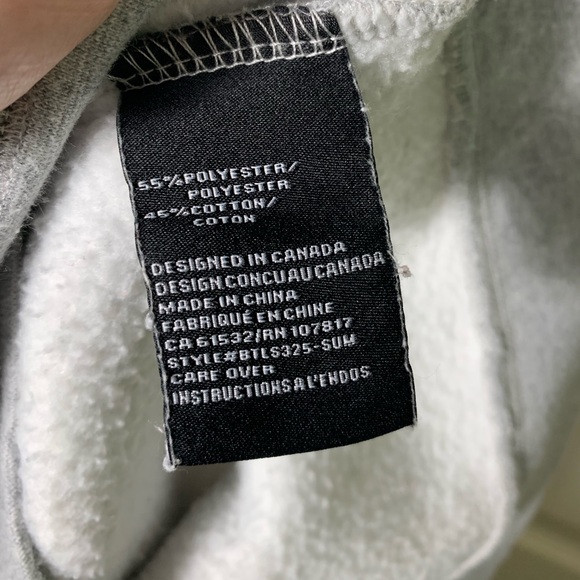 55%POLYESTER/
POLYESTER
45%COTTON/
COTON
DESIGNED IN CANADA
DESIGN CONCU AU CANADA
MADE IN CHINA
FABRIQUÉ EN CHINE
CA 61532/RN 107817
STYLE#BTLS325-SUM
CARE OVER
INSTRUCTIONS A L'ENDOS